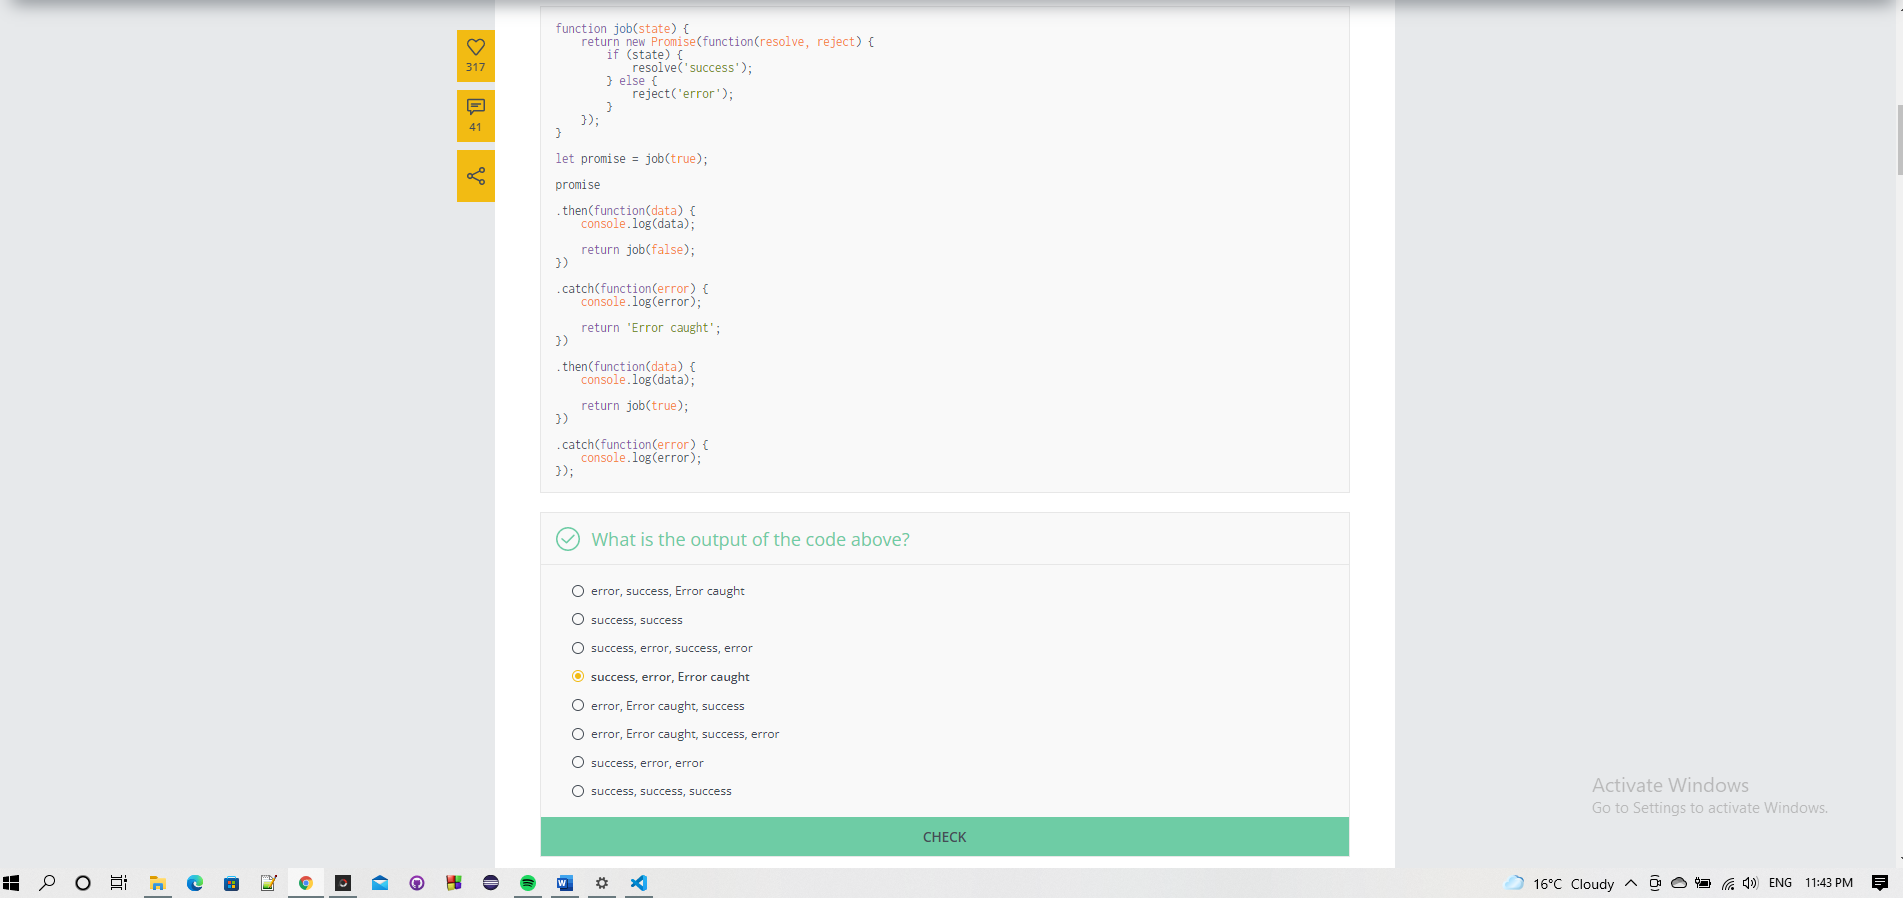 function job(state) {
return new Promise(function(resolve, reject) {
if (state) {
resolve('success');
} else {
reject('error');
}
});
}
let promise = job(true);
promise
.then(function(data) {
console.log(data);
return job(false);
})
.catch(function(error) {
console.log(error);
return 'Error caught';
})
.then(function(data) {
console.log(data);
return job(true);
})
.catch(function(error) {
console.log(error);
});
317
41
What is the output of the code above?
error, success, Error caught
success, success
success, error, success, error
success, error, Error caught
error, Error caught, success
error, Error caught, success, error
success, error, error
success, success, success
CHECK
Activate Windows
Go to Settings to activate Windows.
16°C Cloudy
ENG
11:43 PM